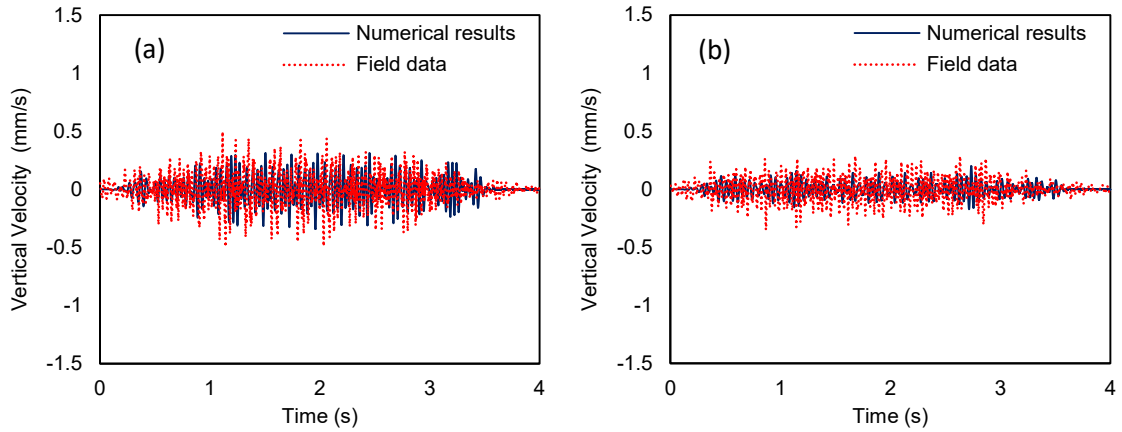 (a)
Numerical results
Field data
Vertical Velocity (mm/s)
1.5
1
0.5
0
-0.5
-1
-1.5
0 1 2 3 4
Time (s)
(b)
Numerical results
Field data
Vertical Velocity (mm/s)
1.5
1
0.5
0
-0.5
-1
-1.5
0 1 2 3 4
Time (s)